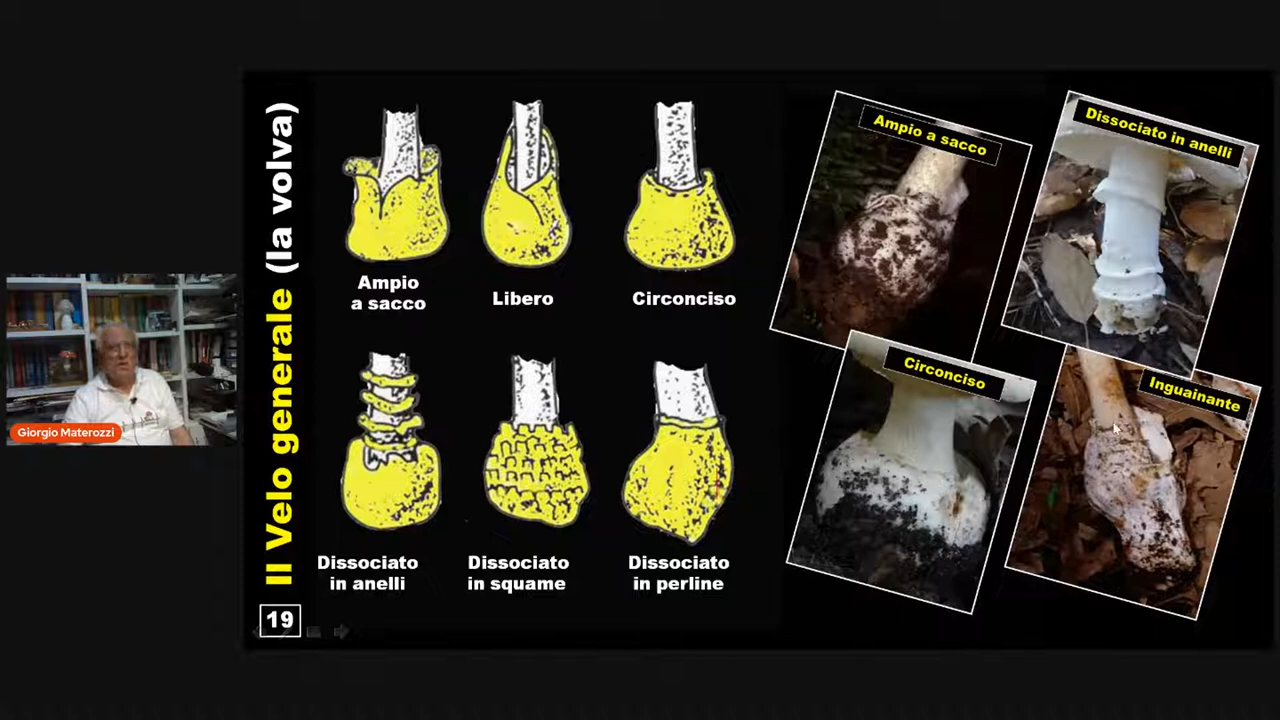 Il Velo generale (la volva)
19
Ampio
a sacco
Libero
Circonciso
Dissociato
in anelli
Dissociato
in squame
Dissociato
in perline
Ampio a sacco
Dissociato in anelli
Circonciso
Inguainante
Giorgio Materozzi